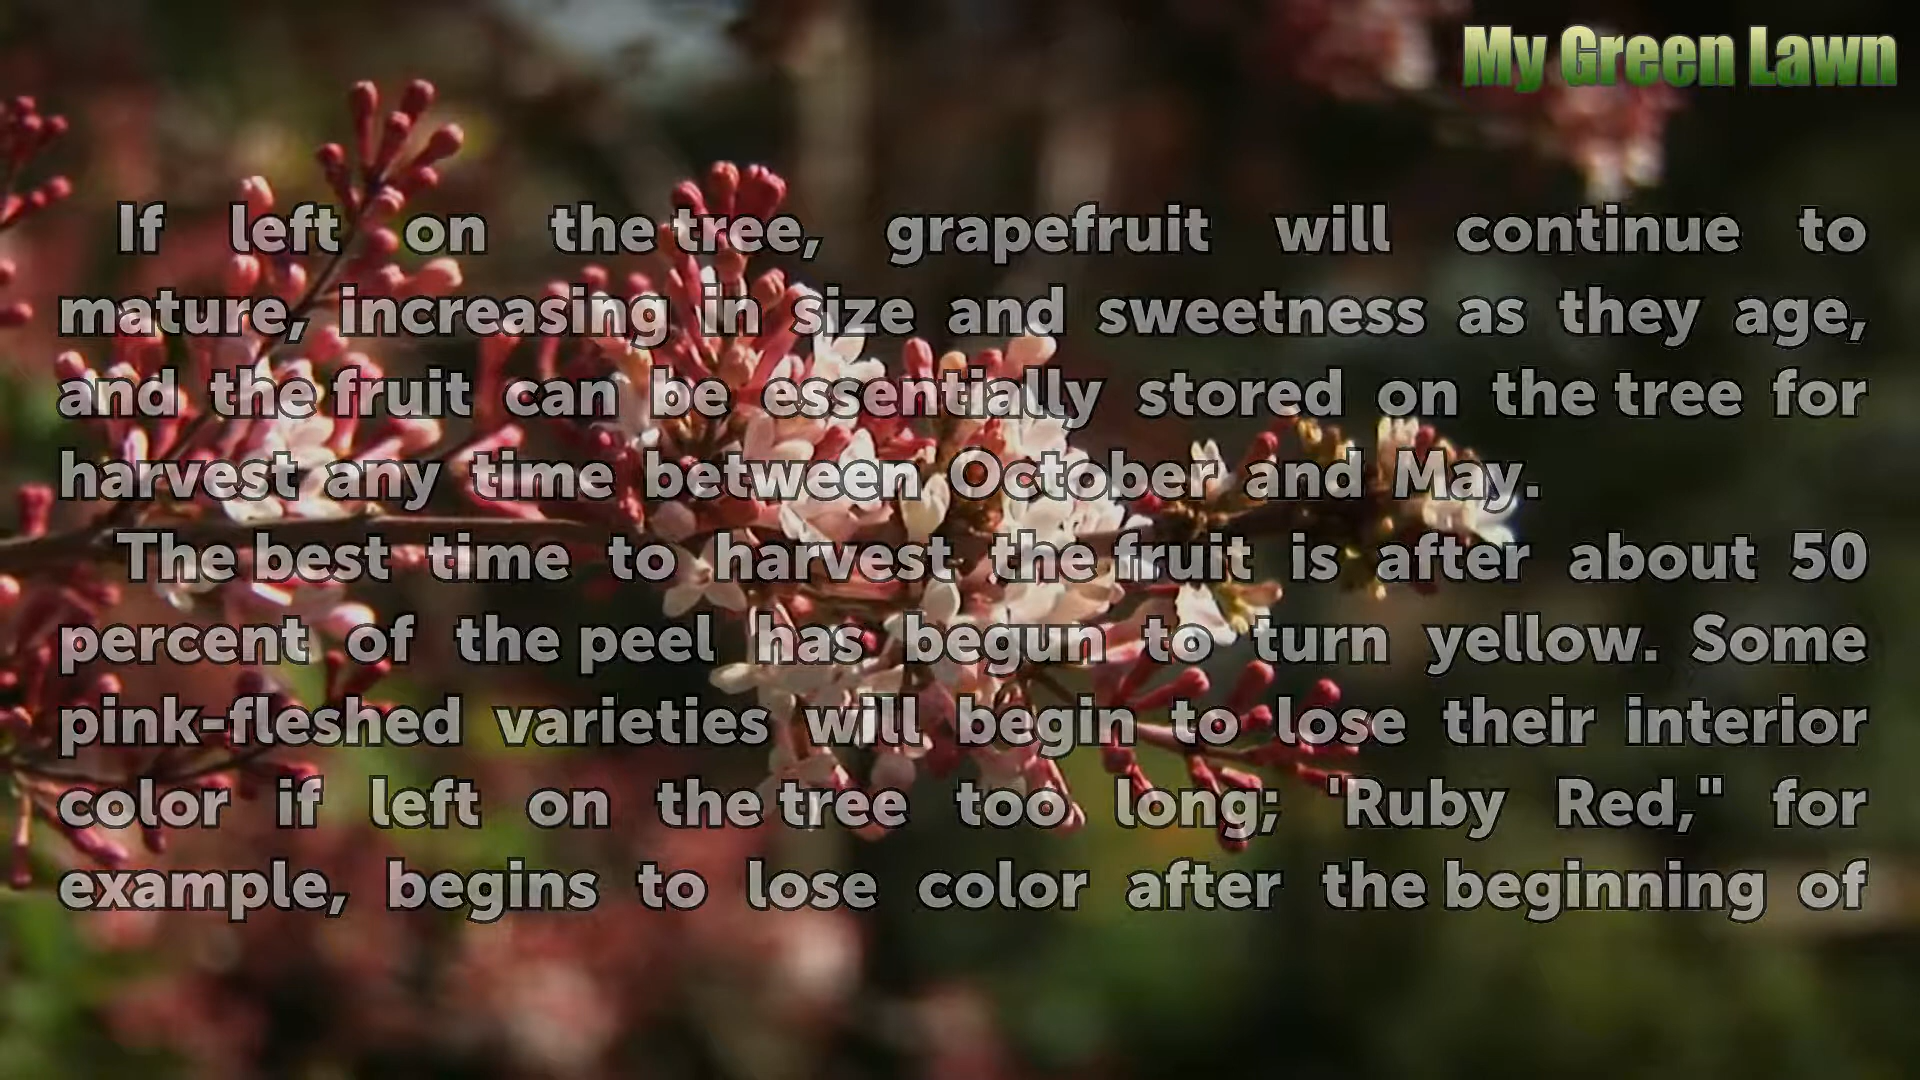 My Green Lawn
If left on the tree, grapefruit will continue to
mature, increasing in size and sweetness as they age,
and the fruit can be essentially stored on the tree for
harvest any time between October and May.
The best time to harvest the fruit is after about 50
percent of the peel has begun to turn yellow. Some
pink-fleshed varieties will begin to lose their interior
color if left on the tree too long; 'Ruby Red," for
example, begins to lose color after the beginning of